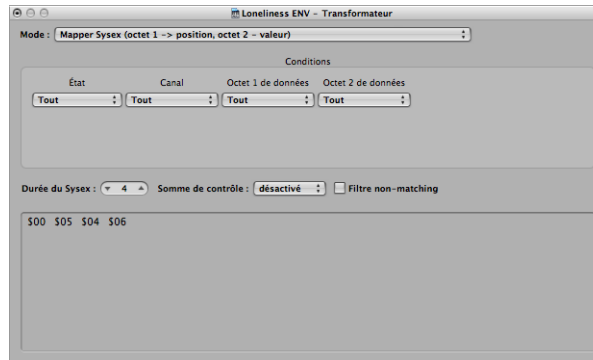 Loneliness ENV – Transformateur
Mode : Mapper Sysex (octet 1 -> position, octet 2 - valeur)
Conditions
État Canal Octet 1 de données Octet 2 de données
Tout Tout Tout Tout
Durée du Sysex : 4 Somme de contrôle : désactivé Filtre non-matching
$00 $05 $04 $06